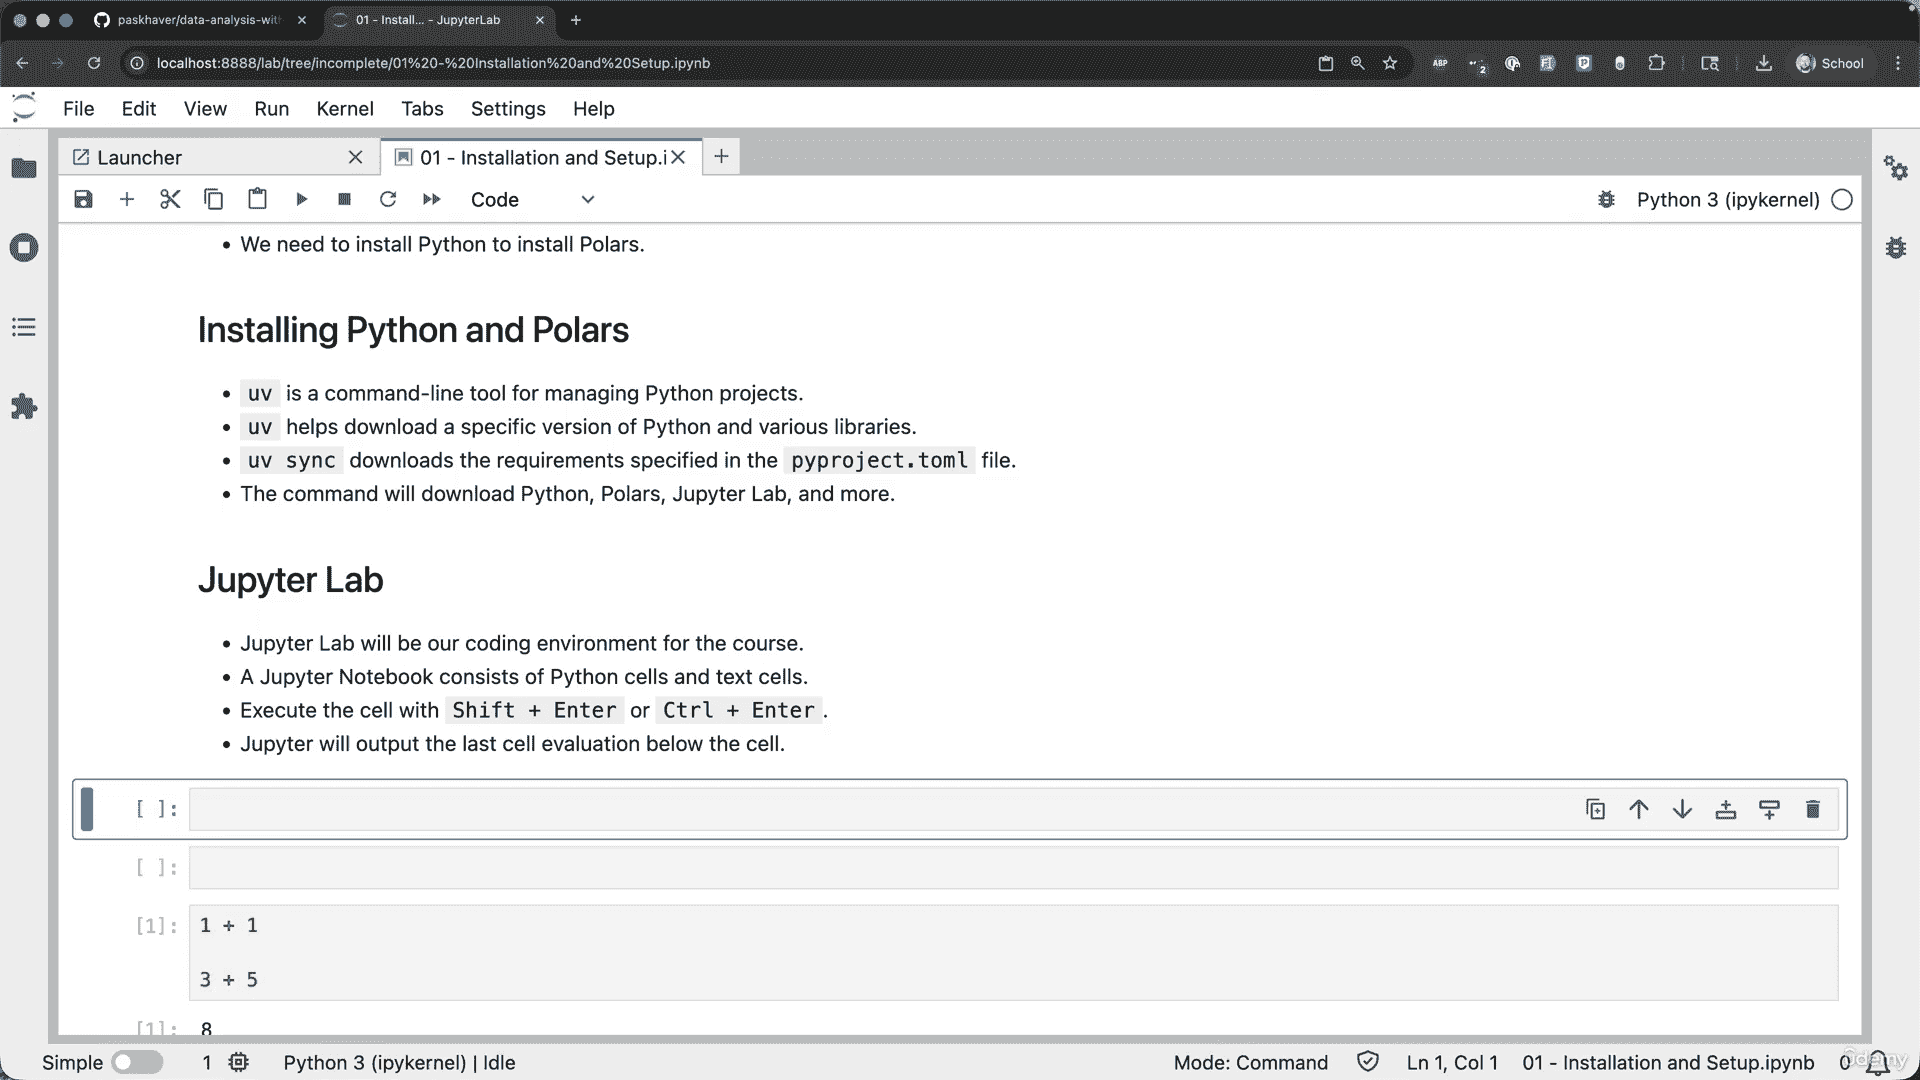 paskhaver/data-analysis-with
01 - Install... - JupyterLab
localhost:8888/lab/tree/incomplete/01%20-%20Installation%20and%20Setup.ipynb
ABP
2
School
File Edit View Run Kernel Tabs Settings Help
Launcher
01 - Installation and Setup.i
Code
Python 3 (ipykernel)
• We need to install Python to install Polars.
Installing Python and Polars
• uv is a command-line tool for managing Python projects.
• uv helps download a specific version of Python and various libraries.
• uv sync downloads the requirements specified in the pyproject.toml file.
• The command will download Python, Polars, Jupyter Lab, and more.
Jupyter Lab
• Jupyter Lab will be our coding environment for the course.
• A Jupyter Notebook consists of Python cells and text cells.
• Execute the cell with Shift + Enter or Ctrl + Enter.
• Jupyter will output the last cell evaluation below the cell.
[ ]:
[ ]:
[1]: 1 + 1
3 + 5
[1]: 8
Simple 1 Python 3 (ipykernel) | Idle Mode: Command Ln 1, Col 1 01 - Installation and Setup.ipynb 0
Udemy